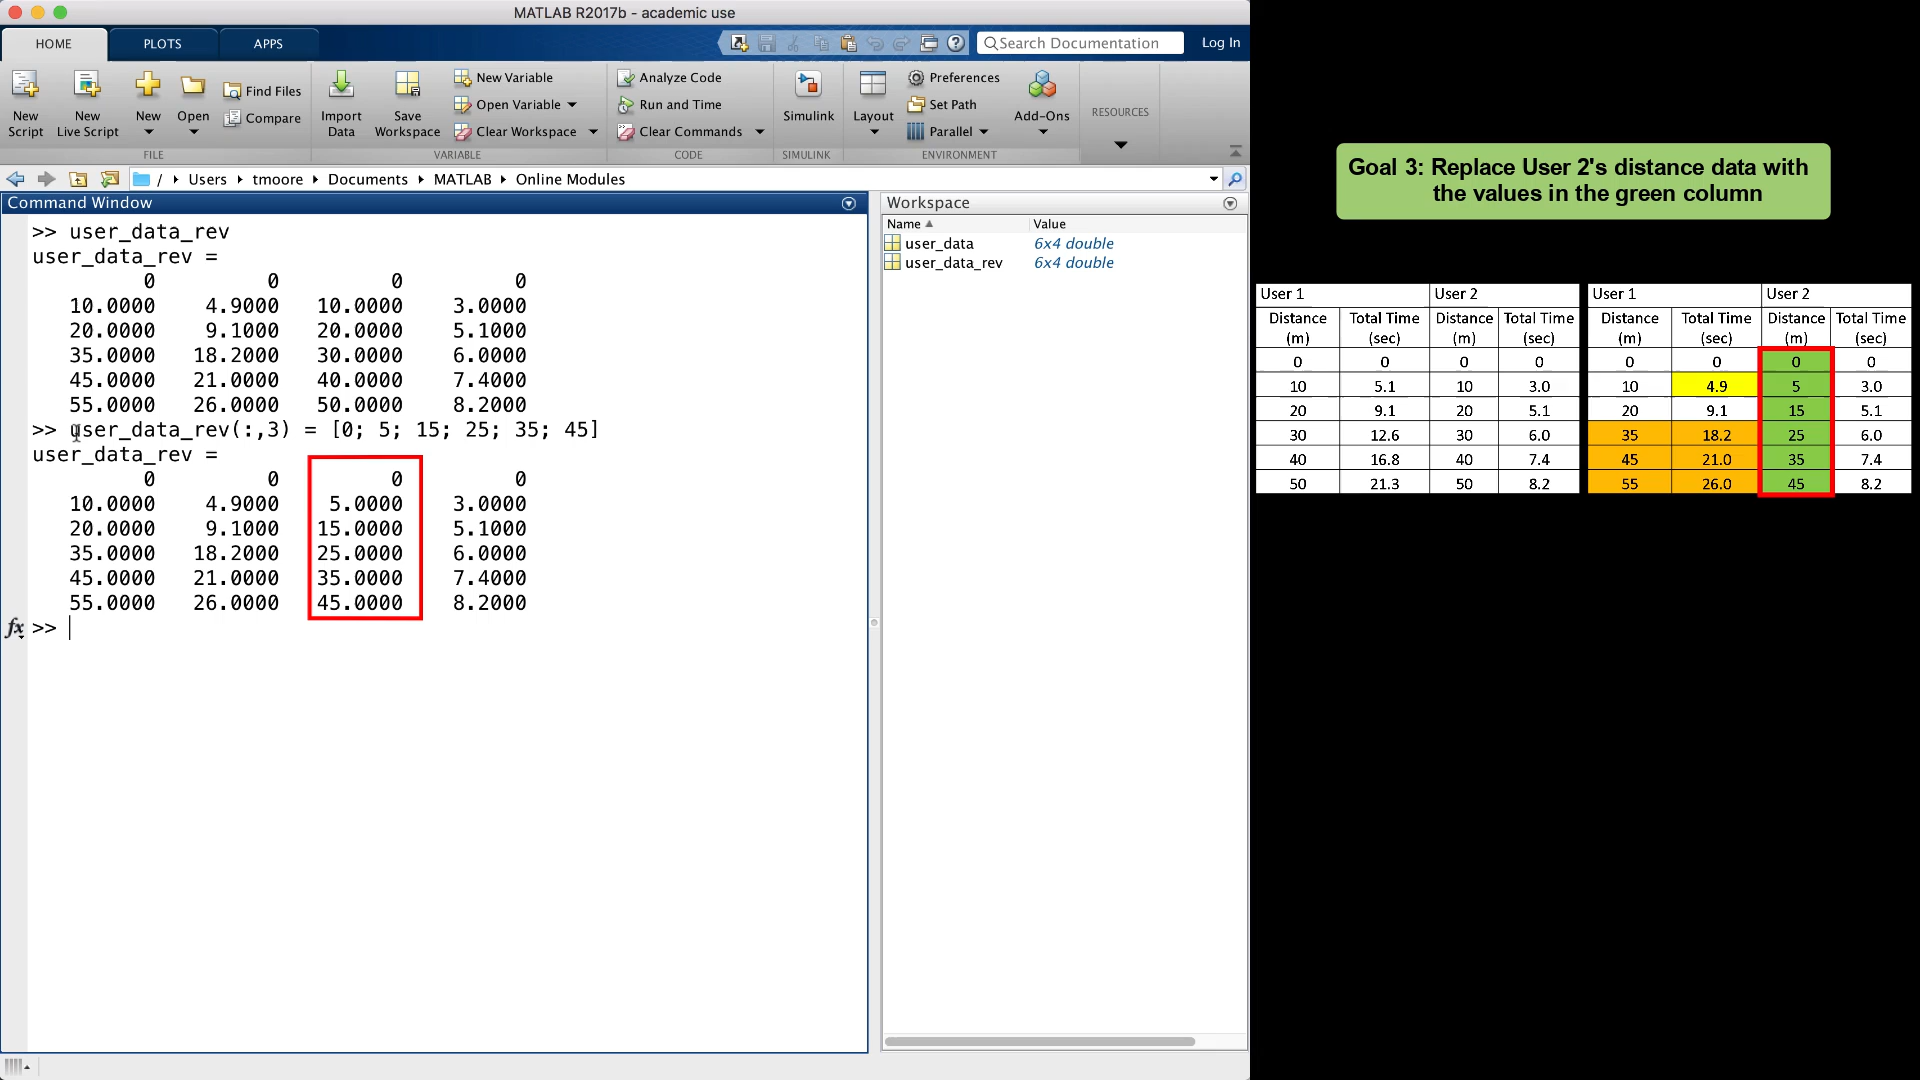 MATLAB R2017b - academic use
HOME PLOTS APPS
Search Documentation Log In
New Script
New Live Script
New
Open
Find Files
Compare
FILE
Import Data
Save Workspace
New Variable
Open Variable
Clear Workspace
VARIABLE
Analyze Code
Run and Time
Clear Commands
CODE
Simulink
SIMULINK
Layout
Preferences
Set Path
Parallel
Add-Ons
ENVIRONMENT
RESOURCES
/ Users tmoore Documents MATLAB Online Modules
Command Window
>> user_data_rev
user_data_rev =
0 0 0 0
10.0000 4.9000 10.0000 3.0000
20.0000 9.1000 20.0000 5.1000
35.0000 18.2000 30.0000 6.0000
45.0000 21.0000 40.0000 7.4000
55.0000 26.0000 50.0000 8.2000
>> user_data_rev(:,3) = [0; 5; 15; 25; 35; 45]
user_data_rev =
0 0 0 0
10.0000 4.9000 5.0000 3.0000
20.0000 9.1000 15.0000 5.1000
35.0000 18.2000 25.0000 6.0000
45.0000 21.0000 35.0000 7.4000
55.0000 26.0000 45.0000 8.2000
fx >>
Workspace
Name Value
user_data 6x4 double
user_data_rev 6x4 double
Goal 3: Replace User 2's distance data with
the values in the green column
User 1 User 2
Distance (m) Total Time (sec) Distance (m) Total Time (sec)
0 0 0 0
10 5.1 10 3.0
20 9.1 20 5.1
30 12.6 30 6.0
40 16.8 40 7.4
50 21.3 50 8.2
User 1 User 2
Distance (m) Total Time (sec) Distance (m) Total Time (sec)
0 0 0 0
10 4.9 5 3.0
20 9.1 15 5.1
35 18.2 25 6.0
45 21.0 35 7.4
55 26.0 45 8.2